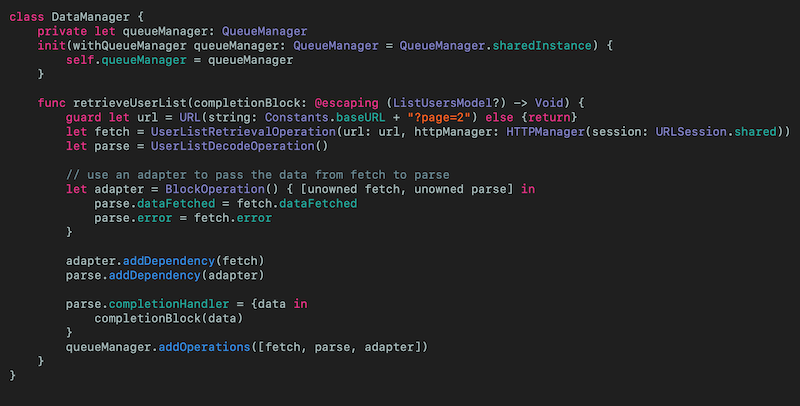 class DataManager {
    private let queueManager: QueueManager
    init(withQueueManager queueManager: QueueManager = QueueManager.sharedInstance) {
        self.queueManager = queueManager
    }

    func retrieveUserList(completionBlock: @escaping (ListUsersModel?) -> Void) {
        guard let url = URL(string: Constants.baseURL + "?page=2") else {return}
        let fetch = UserListRetrievalOperation(url: url, httpManager: HTTPManager(session: URLSession.shared))
        let parse = UserListDecodeOperation()

        // use an adapter to pass the data from fetch to parse
        let adapter = BlockOperation() { [unowned fetch, unowned parse] in
            parse.dataFetched = fetch.dataFetched
            parse.error = fetch.error
        }

        adapter.addDependency(fetch)
        parse.addDependency(adapter)

        parse.completionHandler = {data in
            completionBlock(data)
        }
        queueManager.addOperations([fetch, parse, adapter])
    }
}